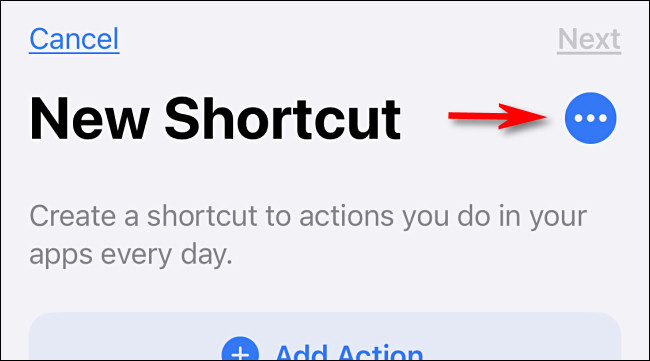 Cancel
Next
New Shortcut
Create a shortcut to actions you do in your
apps every day.
Add Action